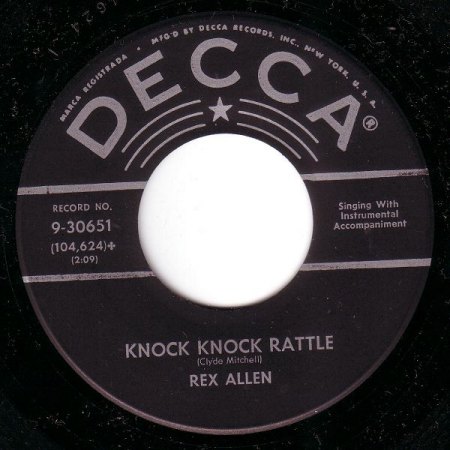 MARCA REGISTRADA • MFG'D BY DECCA RECORDS, INC., NEW YORK, U.S.A.
DECCA®
RECORD NO.
9-30651
(104,624)+
(2:09)
Singing With
Instrumental
Accompaniment
KNOCK KNOCK RATTLE
(Clyde Mitchell)
REX ALLEN